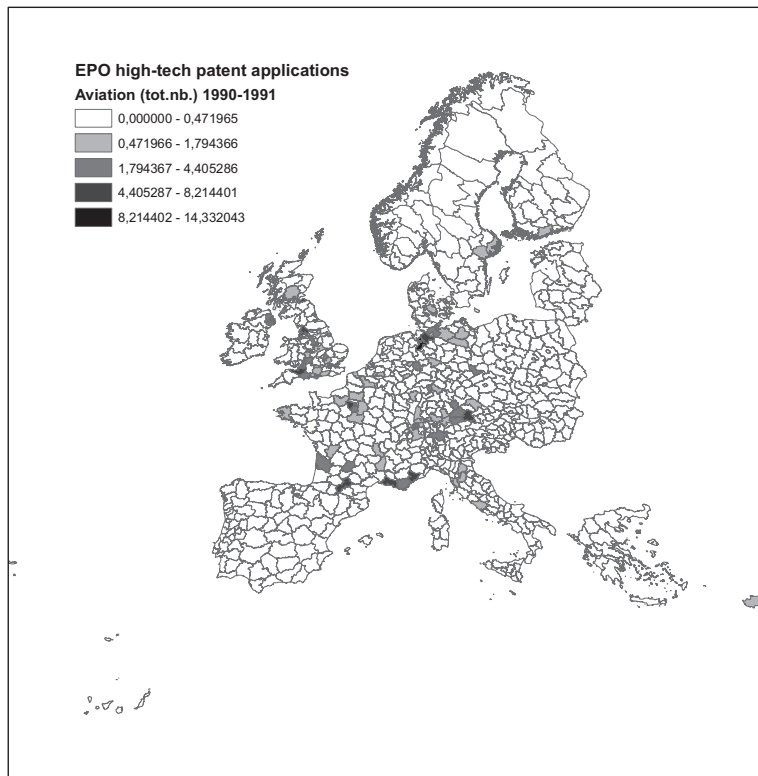 EPO high-tech patent applications
Aviation (tot.nb.) 1990-1991
0,000000 - 0,471965
0,471966 - 1,794366
1,794367 - 4,405286
4,405287 - 8,214401
8,214402 - 14,332043